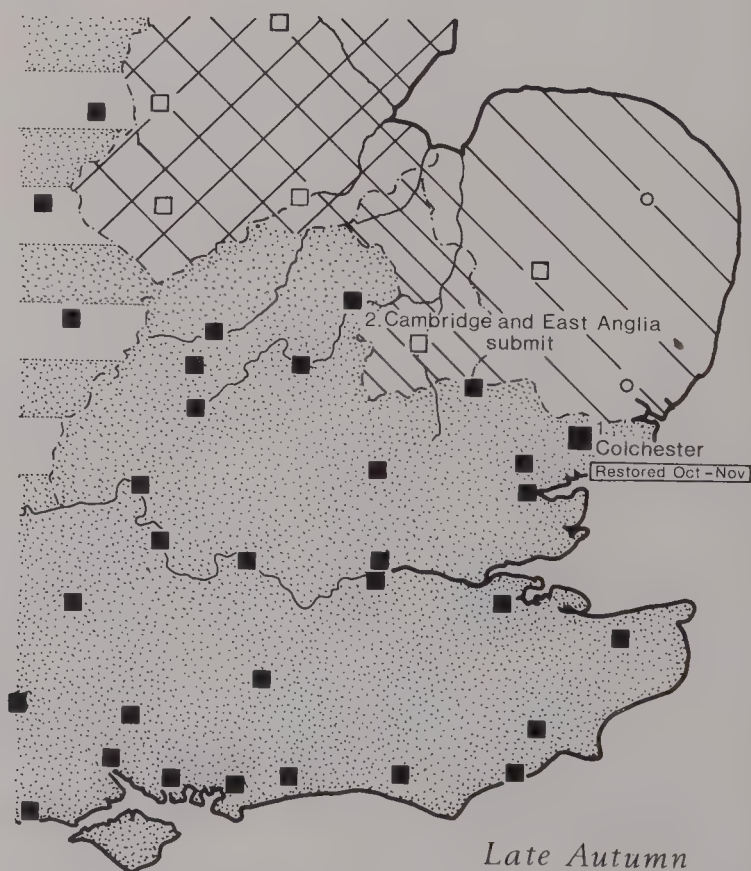 2. Cambridge and East Anglia
submit
1.
Colchester
Restored Oct-Nov
Late Autumn